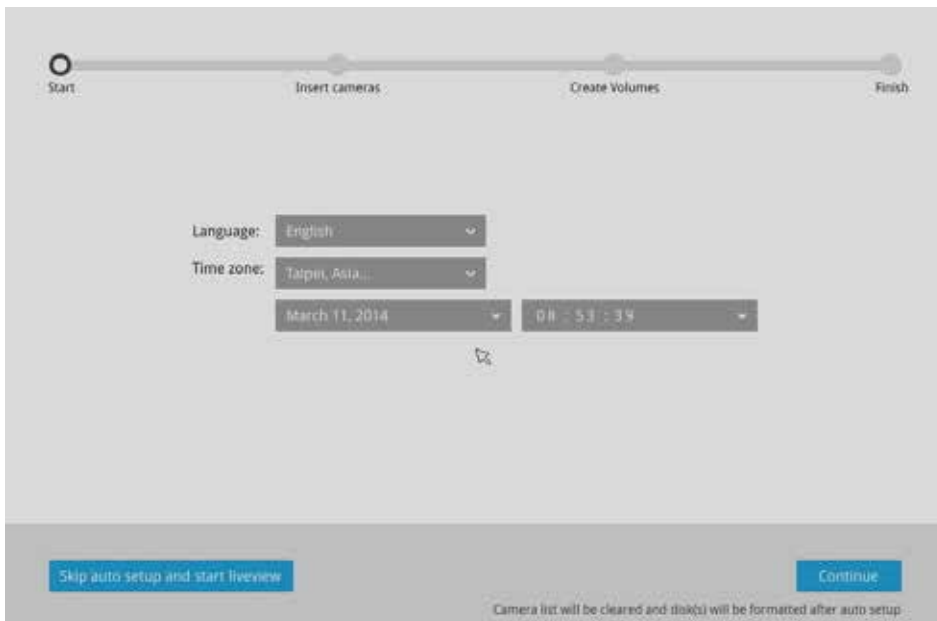 Start Insert cameras Create Volumes Finish
Language: English
Time zone: Taipei, Asia...
March 11, 2014 08 : 53 : 39
Skip auto setup and start liveview Continue
Camera list will be cleared and disk(s) will be formatted after auto setup